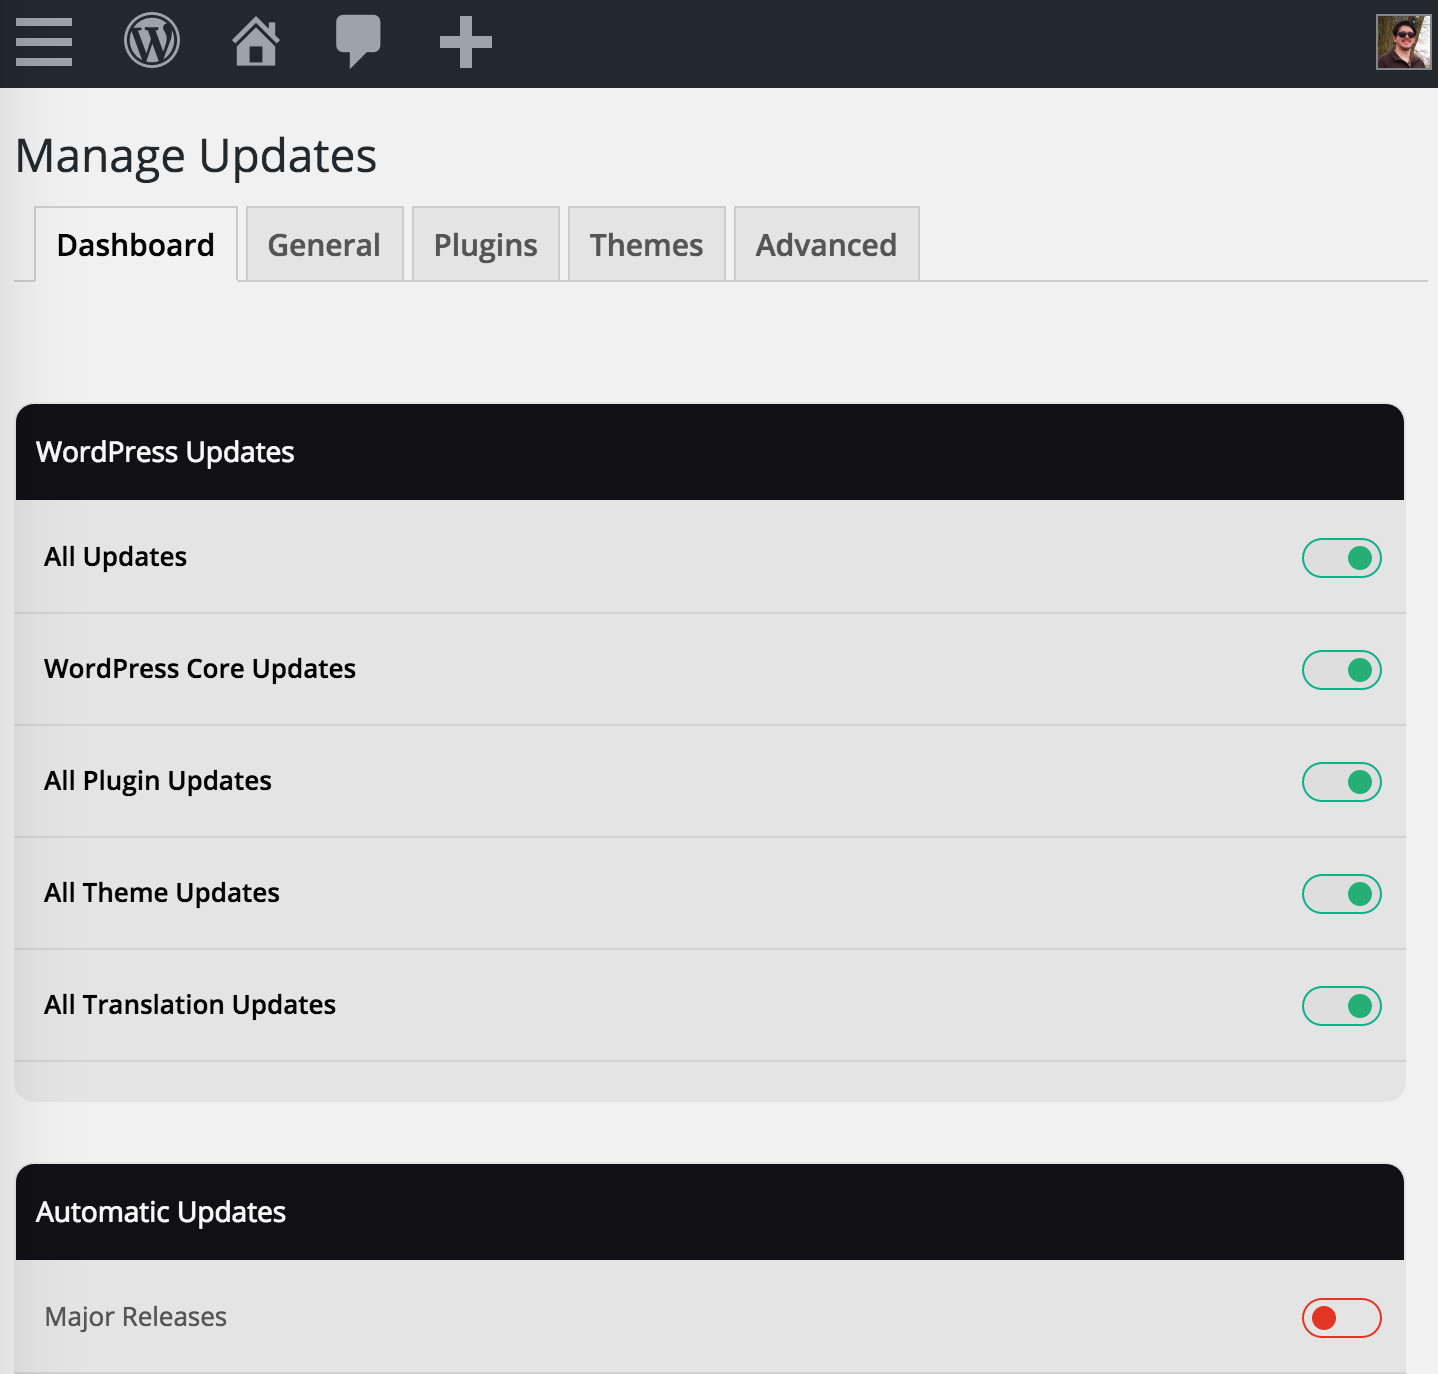 Manage Updates
Dashboard
General
Plugins
Themes
Advanced
WordPress Updates
All Updates
WordPress Core Updates
All Plugin Updates
All Theme Updates
All Translation Updates
Automatic Updates
Major Releases